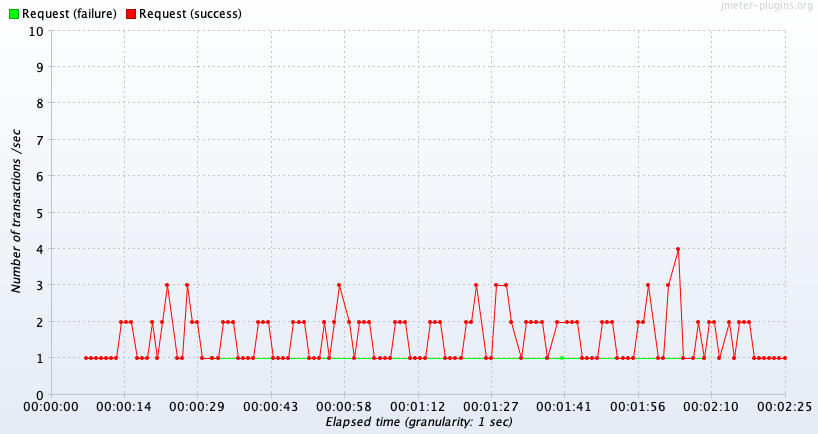 jmeter-plugins.org
Request (failure) Request (success)
10
9
8
7
6
5
4
3
2
1
0
Number of transactions /sec
00:00:00 00:00:14 00:00:29 00:00:43 00:00:58 00:01:12 00:01:27 00:01:41 00:01:56 00:02:10 00:02:25
Elapsed time (granularity: 1 sec)